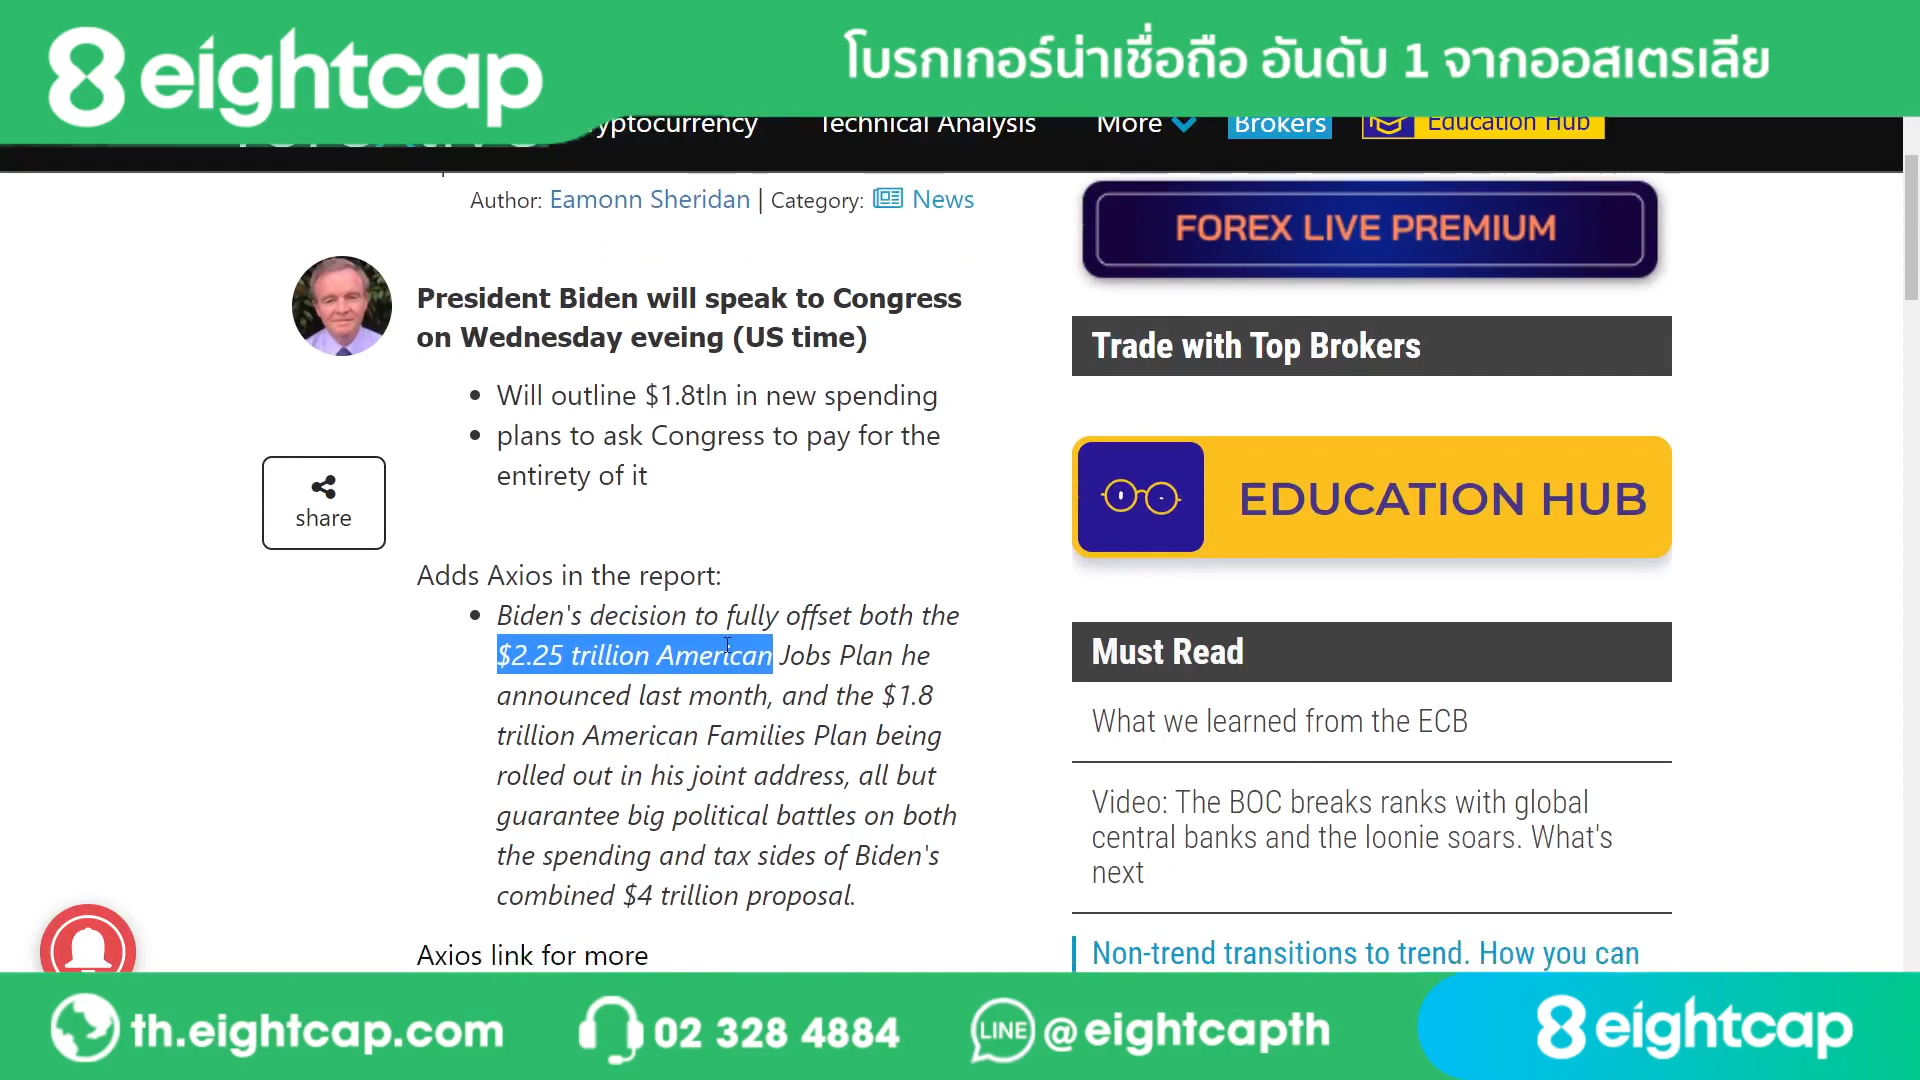 8 eightcap
โบรกเกอร์น่าเชื่อถือ อันดับ 1 จากออสเตรเลีย
Technical Analysis
More
Brokers
Education Hub
Author: Eamonn Sheridan | Category: News
FOREX LIVE PREMIUM
President Biden will speak to Congress
on Wednesday eveing (US time)
Trade with Top Brokers
• Will outline $1.8tln in new spending
• plans to ask Congress to pay for the
entirety of it
share
EDUCATION HUB
Adds Axios in the report:
• Biden's decision to fully offset both the
$2.25 trillion American Jobs Plan he
announced last month, and the $1.8
trillion American Families Plan being
rolled out in his joint address, all but
guarantee big political battles on both
the spending and tax sides of Biden's
combined $4 trillion proposal.
Must Read
What we learned from the ECB
Video: The BOC breaks ranks with global
central banks and the loonie soars. What's
next
Axios link for more
Non-trend transitions to trend. How you can
th.eightcap.com
02 328 4884
LINE @eightcapth
8 eightcap